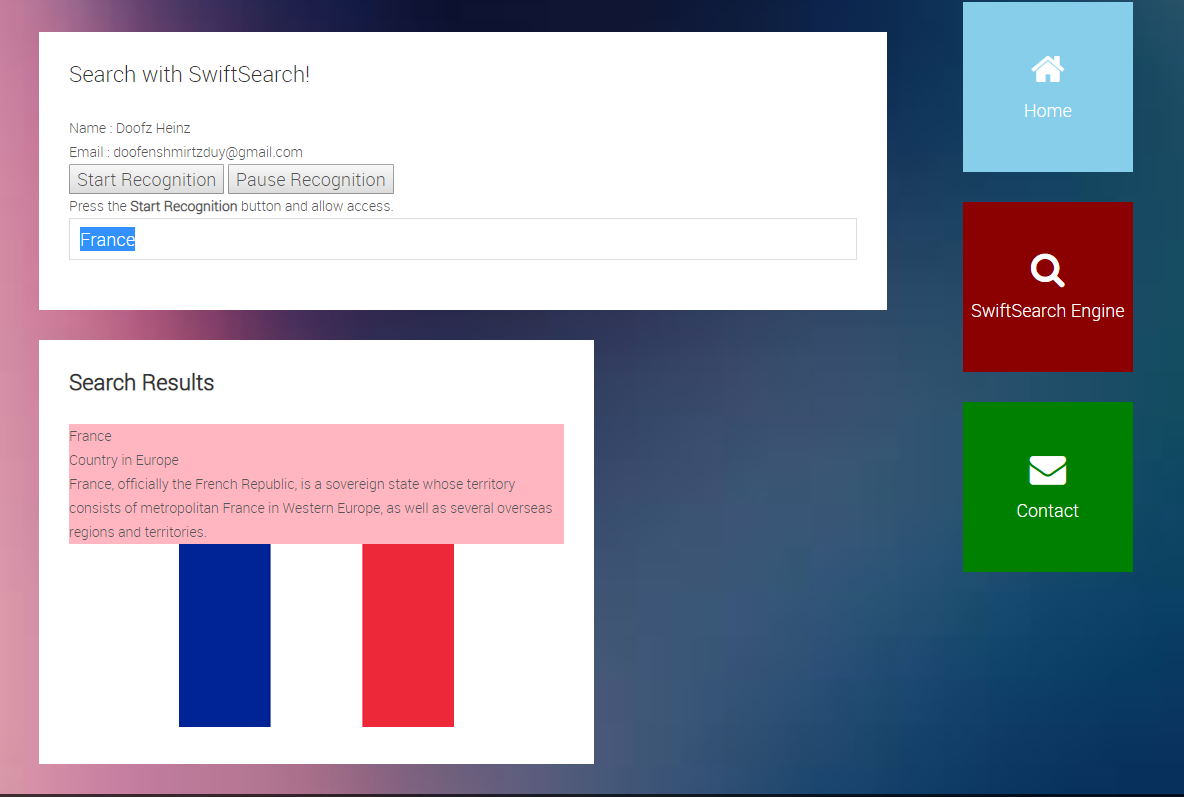 Search with SwiftSearch!
Name : Doofz Heinz
Email : doofenshmirtzduy@gmail.com
Start Recognition Pause Recognition
Press the Start Recognition button and allow access.
France
Search Results
France
Country in Europe
France, officially the French Republic, is a sovereign state whose territory
consists of metropolitan France in Western Europe, as well as several overseas
regions and territories.
Home
SwiftSearch Engine
Contact